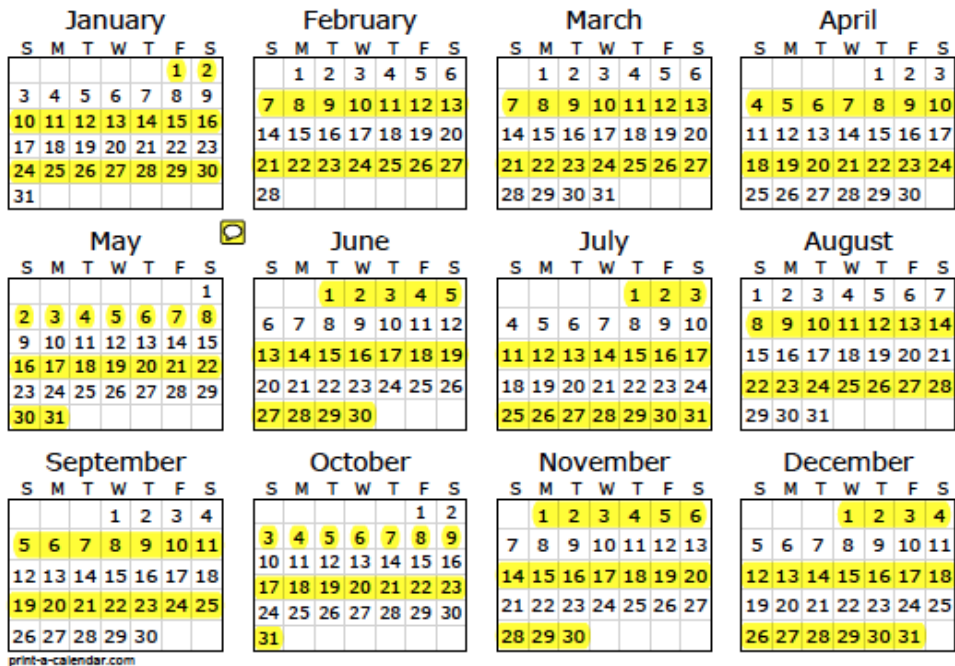 January February March April
S M T W T F S S M T W T F S S M T W T F S S M T W T F S
1 2 1 2 3 4 5 6 1 2 3 4 5 6 1 2 3
3 4 5 6 7 8 9 7 8 9 10 11 12 13 7 8 9 10 11 12 13 4 5 6 7 8 9 10
10 11 12 13 14 15 16 14 15 16 17 18 19 20 14 15 16 17 18 19 20 11 12 13 14 15 16 17
17 18 19 20 21 22 23 21 22 23 24 25 26 27 21 22 23 24 25 26 27 18 19 20 21 22 23 24
24 25 26 27 28 29 30 28 28 29 30 31 25 26 27 28 29 30
31
May June July August
S M T W T F S S M T W T F S S M T W T F S S M T W T F S
1 1 2 3 4 5 1 2 3 1 2 3 4 5 6 7
2 3 4 5 6 7 8 6 7 8 9 10 11 12 4 5 6 7 8 9 10 8 9 10 11 12 13 14
9 10 11 12 13 14 15 13 14 15 16 17 18 19 11 12 13 14 15 16 17 15 16 17 18 19 20 21
16 17 18 19 20 21 22 20 21 22 23 24 25 26 18 19 20 21 22 23 24 22 23 24 25 26 27 28
23 24 25 26 27 28 29 27 28 29 30 25 26 27 28 29 30 31 29 30 31
30 31
September October November December
S M T W T F S S M T W T F S S M T W T F S S M T W T F S
1 2 3 4 1 2 1 2 3 4 5 6 1 2 3 4
5 6 7 8 9 10 11 3 4 5 6 7 8 9 7 8 9 10 11 12 13 5 6 7 8 9 10 11
12 13 14 15 16 17 18 10 11 12 13 14 15 16 14 15 16 17 18 19 20 12 13 14 15 16 17 18
19 20 21 22 23 24 25 17 18 19 20 21 22 23 21 22 23 24 25 26 27 19 20 21 22 23 24 25
26 27 28 29 30 24 25 26 27 28 29 30 28 29 30 26 27 28 29 30 31
31
print-a-calendar.com